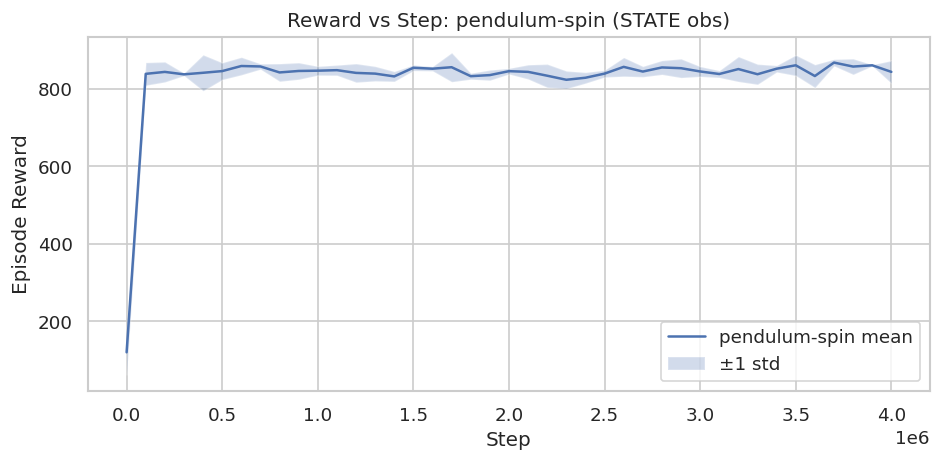 Reward vs Step: pendulum-spin (STATE obs)
Episode Reward
800
600
400
200
pendulum-spin mean
±1 std
0.0 0.5 1.0 1.5 2.0 2.5 3.0 3.5 4.0
1e6
Step